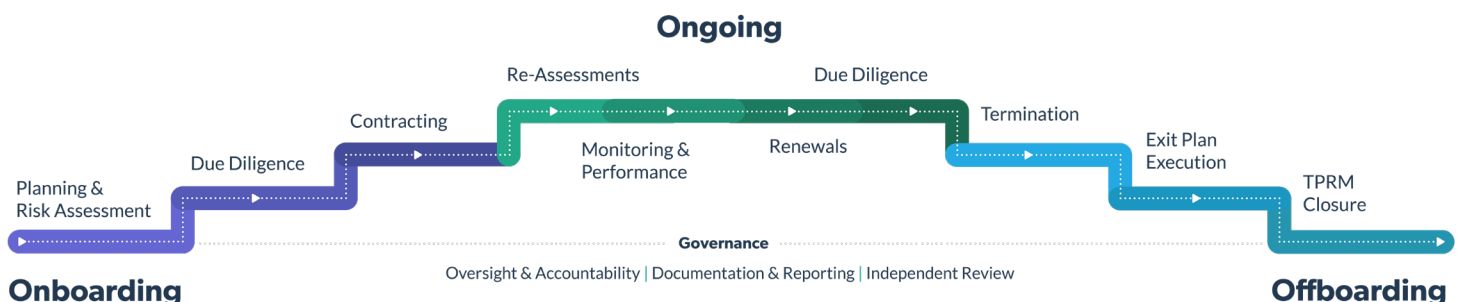 Ongoing
Re-Assessments
Due Diligence
Contracting
Termination
Monitoring &
Performance
Renewals
Exit Plan
Execution
Due Diligence
Planning &
Risk Assessment
TPRM
Closure
Governance
Oversight & Accountability | Documentation & Reporting | Independent Review
Onboarding
Offboarding